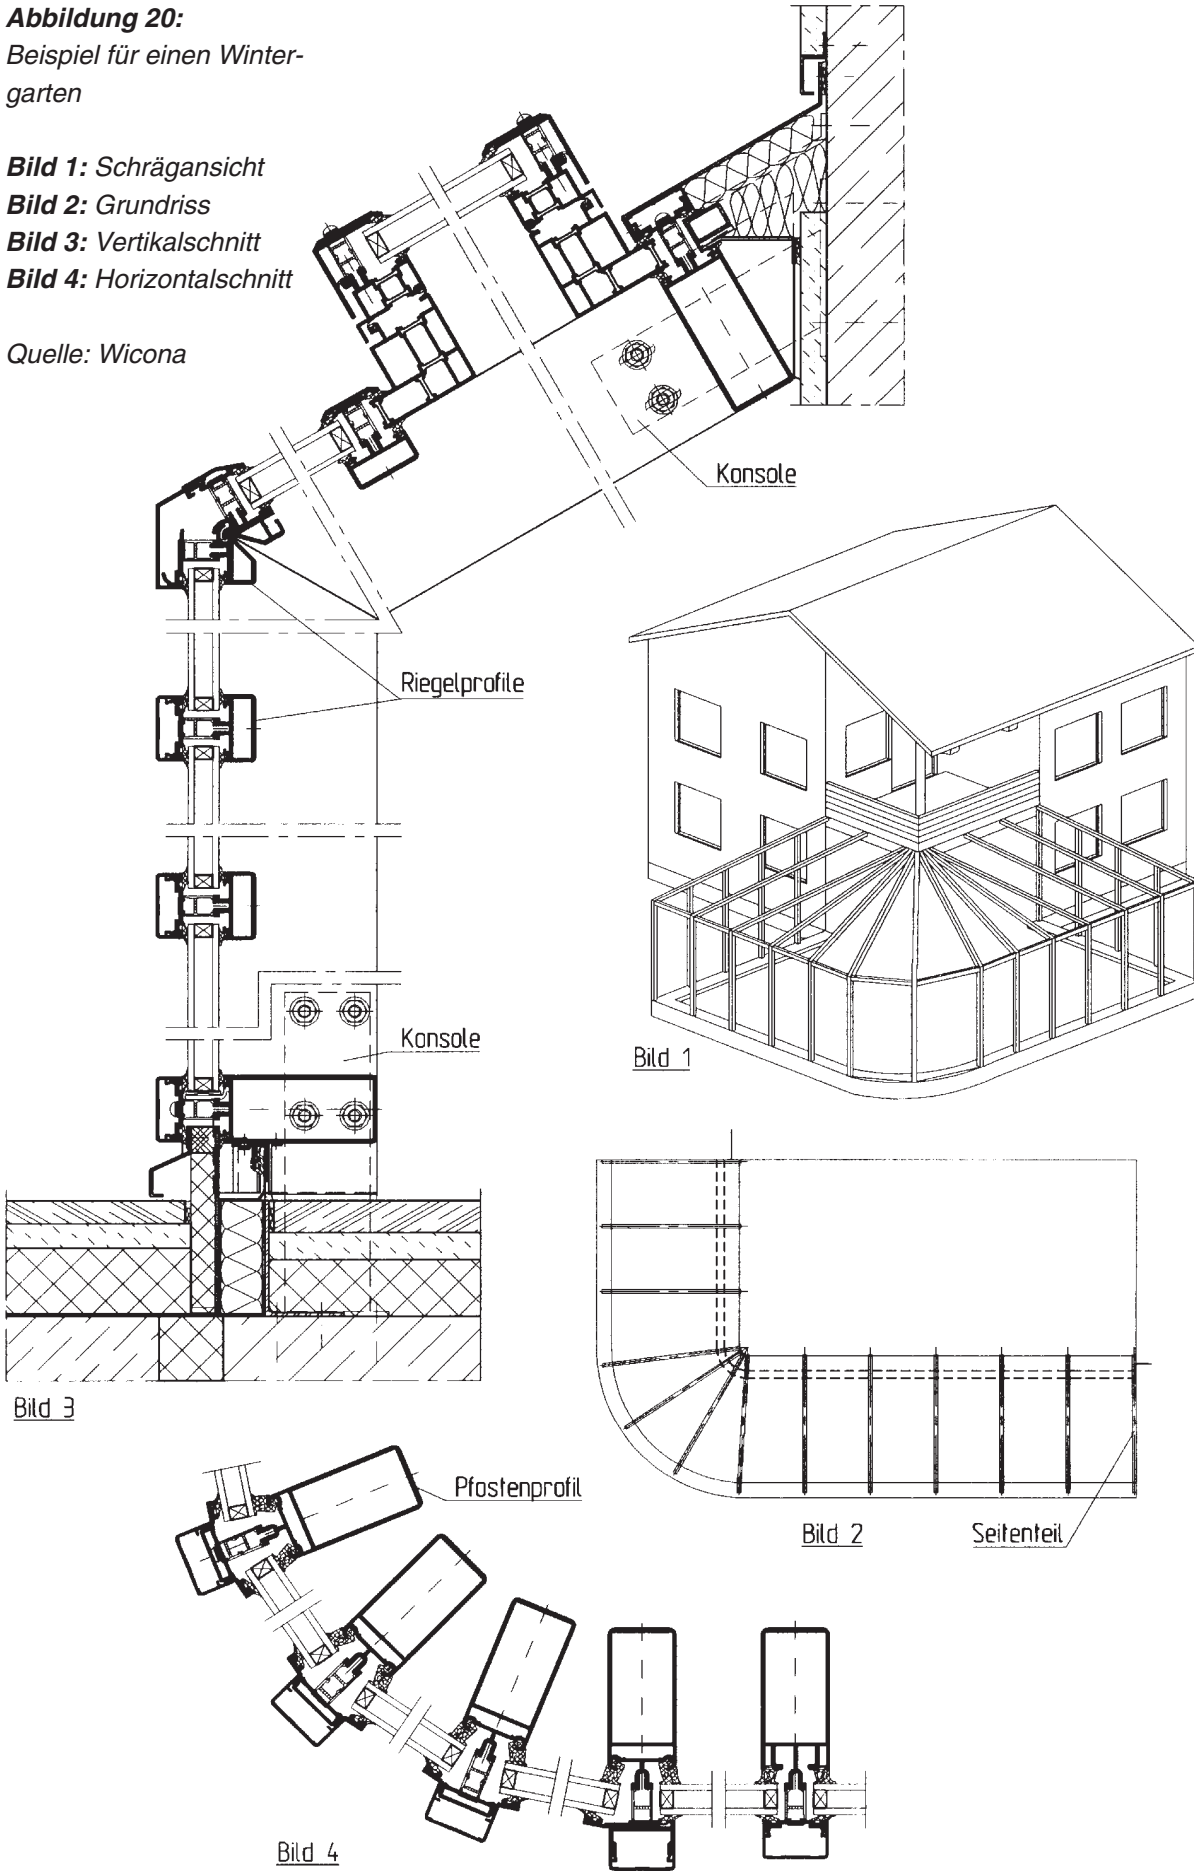 Abbildung 20:
Beispiel für einen Winter-
garten
Bild 1: Schrägansicht
Bild 2: Grundriss
Bild 3: Vertikalschnitt
Bild 4: Horizontalschnitt
Quelle: Wicona
Konsole
Riegelprofile
Konsole
Bild 1
Bild 3
Pfostenprofil
Bild 2
Seitenteil
Bild 4